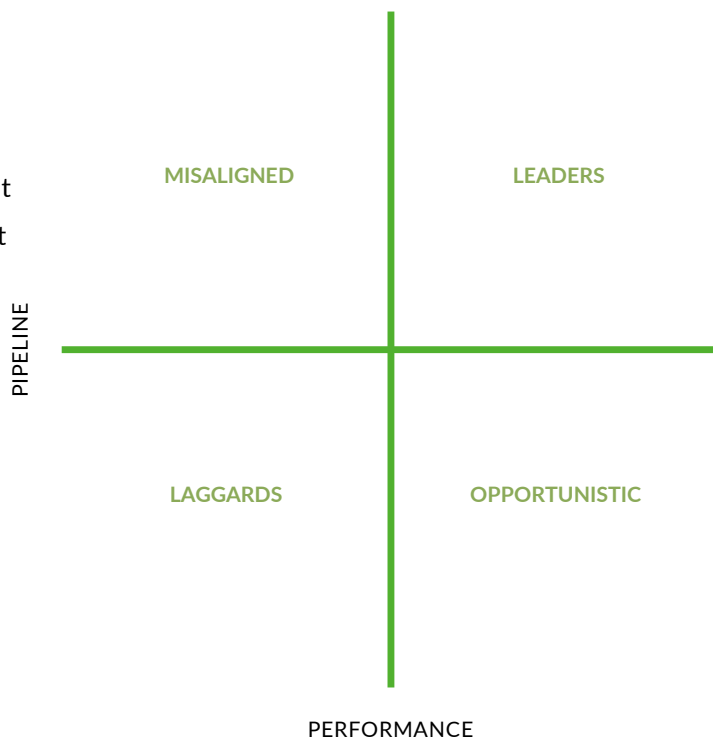 MISALIGNED
LEADERS
t
t
PIPELINE
LAGGARDS
OPPORTUNISTIC
PERFORMANCE